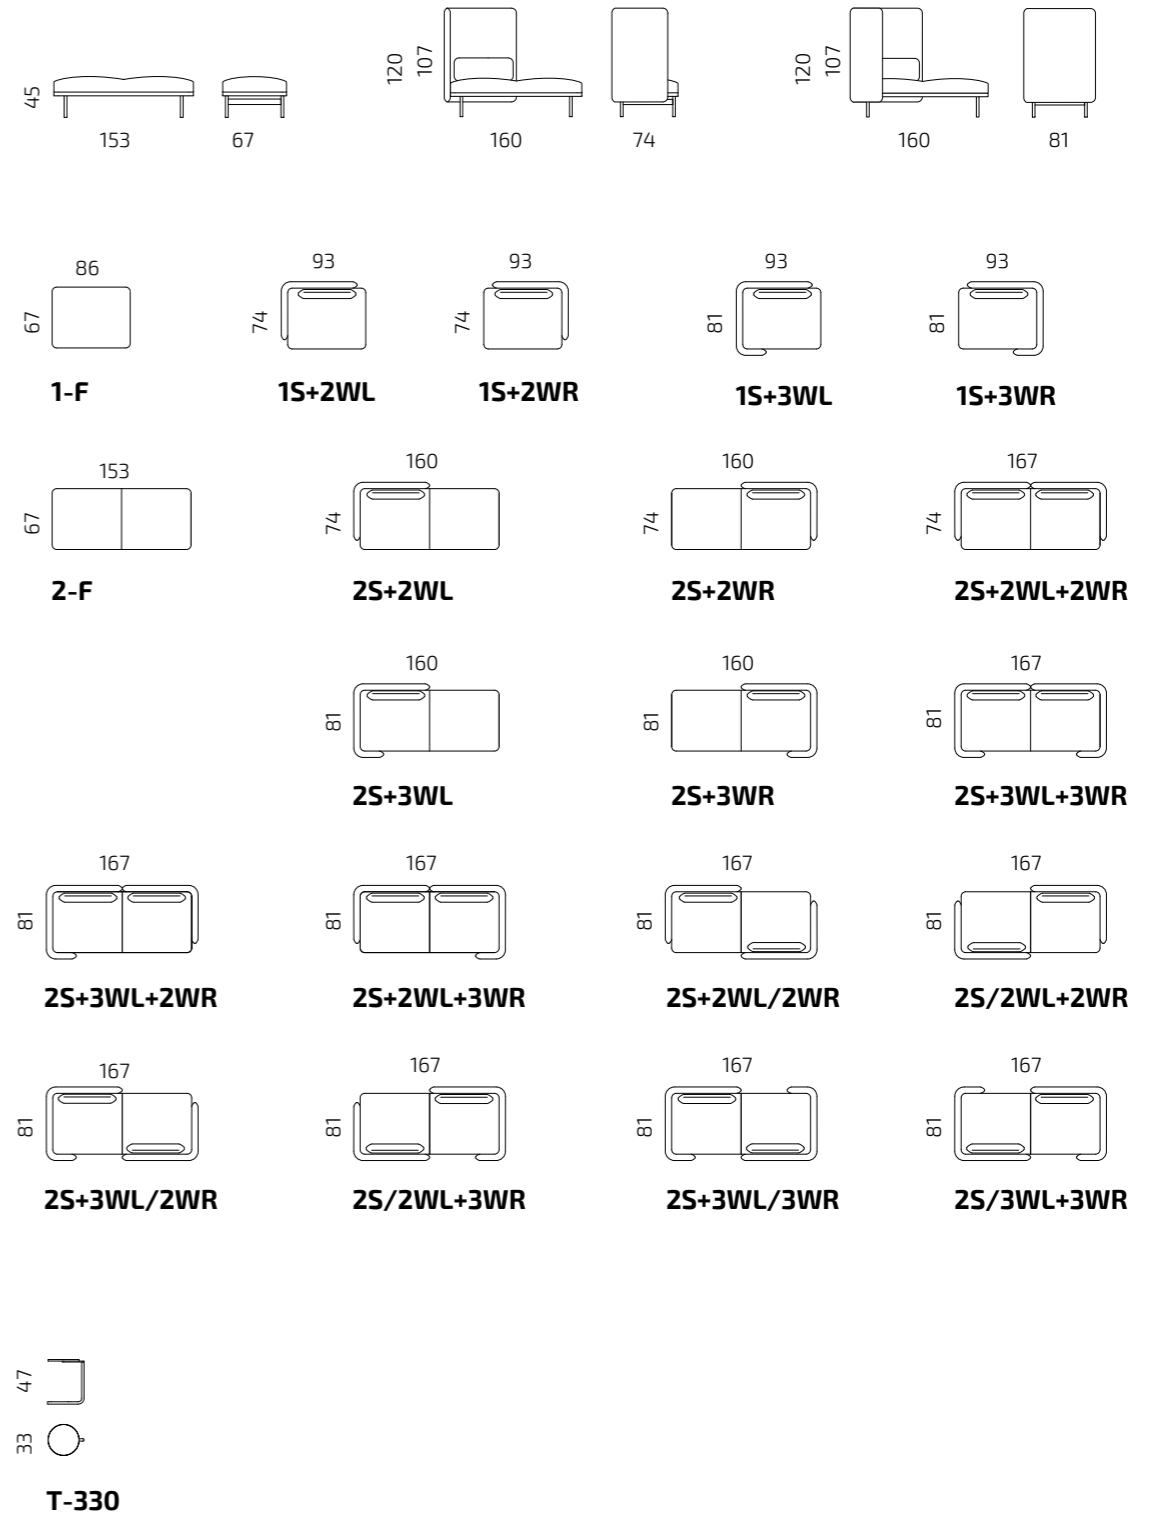 120 107 120 107
45
153 67 160 74 160 81
86 93 93 93 93
67 74 74 81 81
1-F 1S+2WL 1S+2WR 1S+3WL 1S+3WR
153 160 160 167
67 74 74 74
2-F 2S+2WL 2S+2WR 2S+2WL+2WR
160 160 167
81 81 81
2S+3WL 2S+3WR 2S+3WL+3WR
167 167 167 167
81 81 81 81
2S+3WL+2WR 2S+2WL+3WR 2S+2WL/2WR 2S/2WL+2WR
167 167 167 167
81 81 81 81
2S+3WL/2WR 2S/2WL+3WR 2S+3WL/3WR 2S/3WL+3WR
47
33
T-330